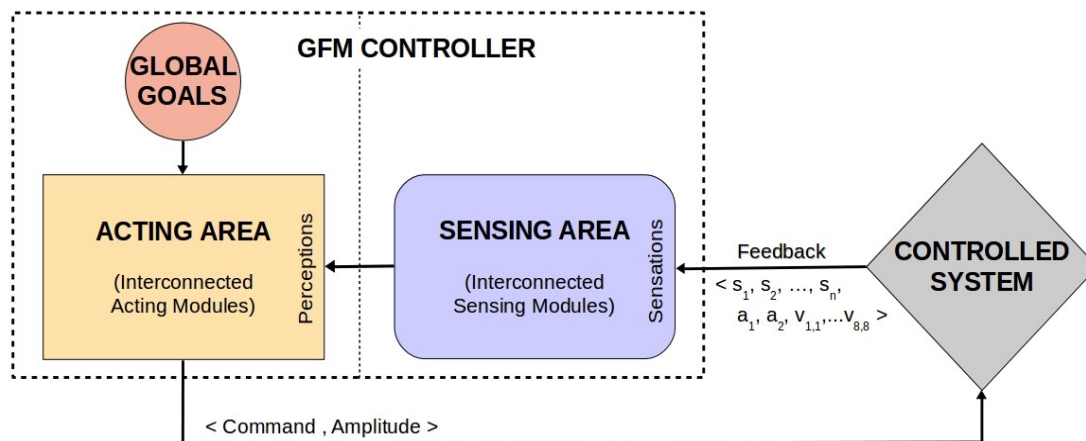 GFM CONTROLLER
GLOBAL
GOALS
ACTING AREA
(Interconnected
Acting Modules)
Perceptions
SENSING AREA
(Interconnected
Sensing Modules)
Sensations
Feedback
< s₁, s₂, ..., sₙ,
a₁, a₂, v₁,₁,...v₈,₈ >
CONTROLLED
SYSTEM
< Command , Amplitude >